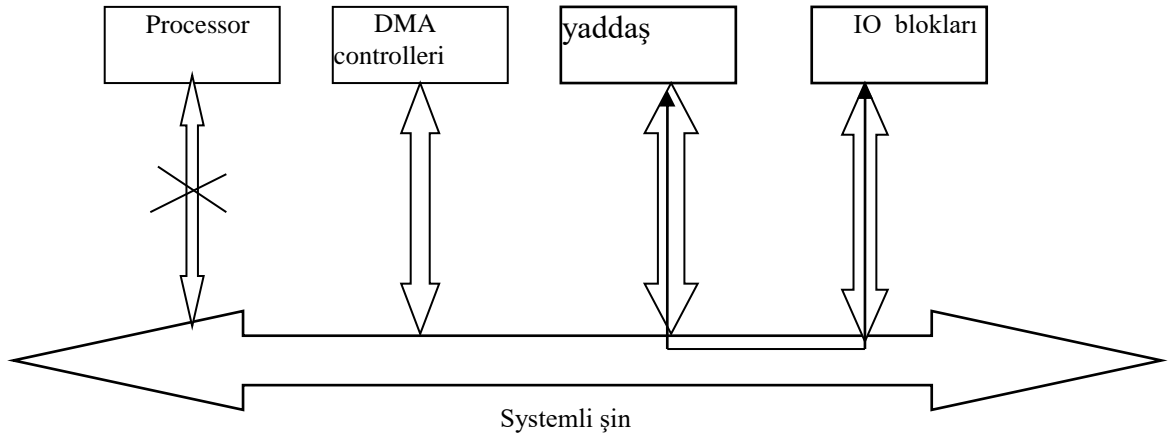 Processor
DMA
controlleri
yaddaş
IO blokları
Systemli şin